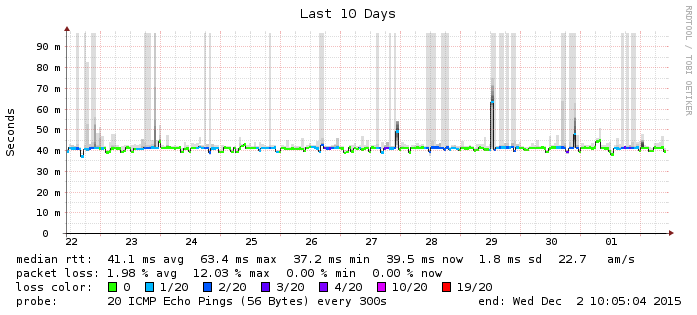 Last 10 Days
RRDTOOL / TOBI OETIKER
Seconds
90 m
80 m
70 m
60 m
50 m
40 m
30 m
20 m
10 m
0
22 23 24 25 26 27 28 29 30 01
median rtt: 41.1 ms avg 63.4 ms max 37.2 ms min 39.5 ms now 1.8 ms sd 22.7 am/s
packet loss: 1.98 % avg 12.03 % max 0.00 % min 0.00 % now
loss color: 0 1/20 2/20 3/20 4/20 10/20 19/20
probe: 20 ICMP Echo Pings (56 Bytes) every 300s end: Wed Dec 2 10:05:04 2015